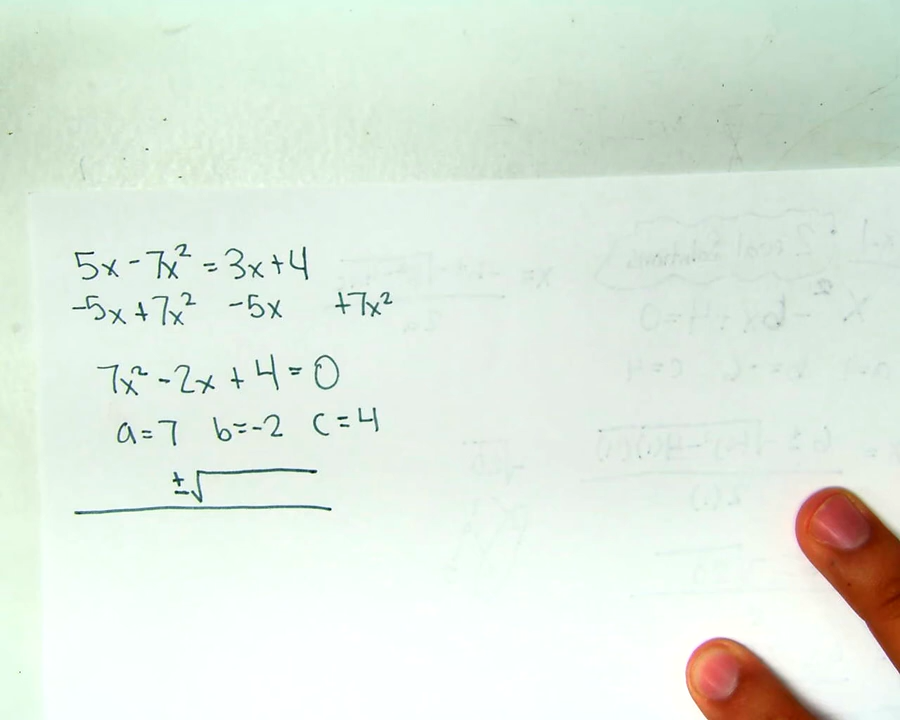 5x - 7x² = 3x + 4
-5x + 7x² -5x +7x²
7x² - 2x + 4 = 0
a = 7 b = -2 c = 4
±√